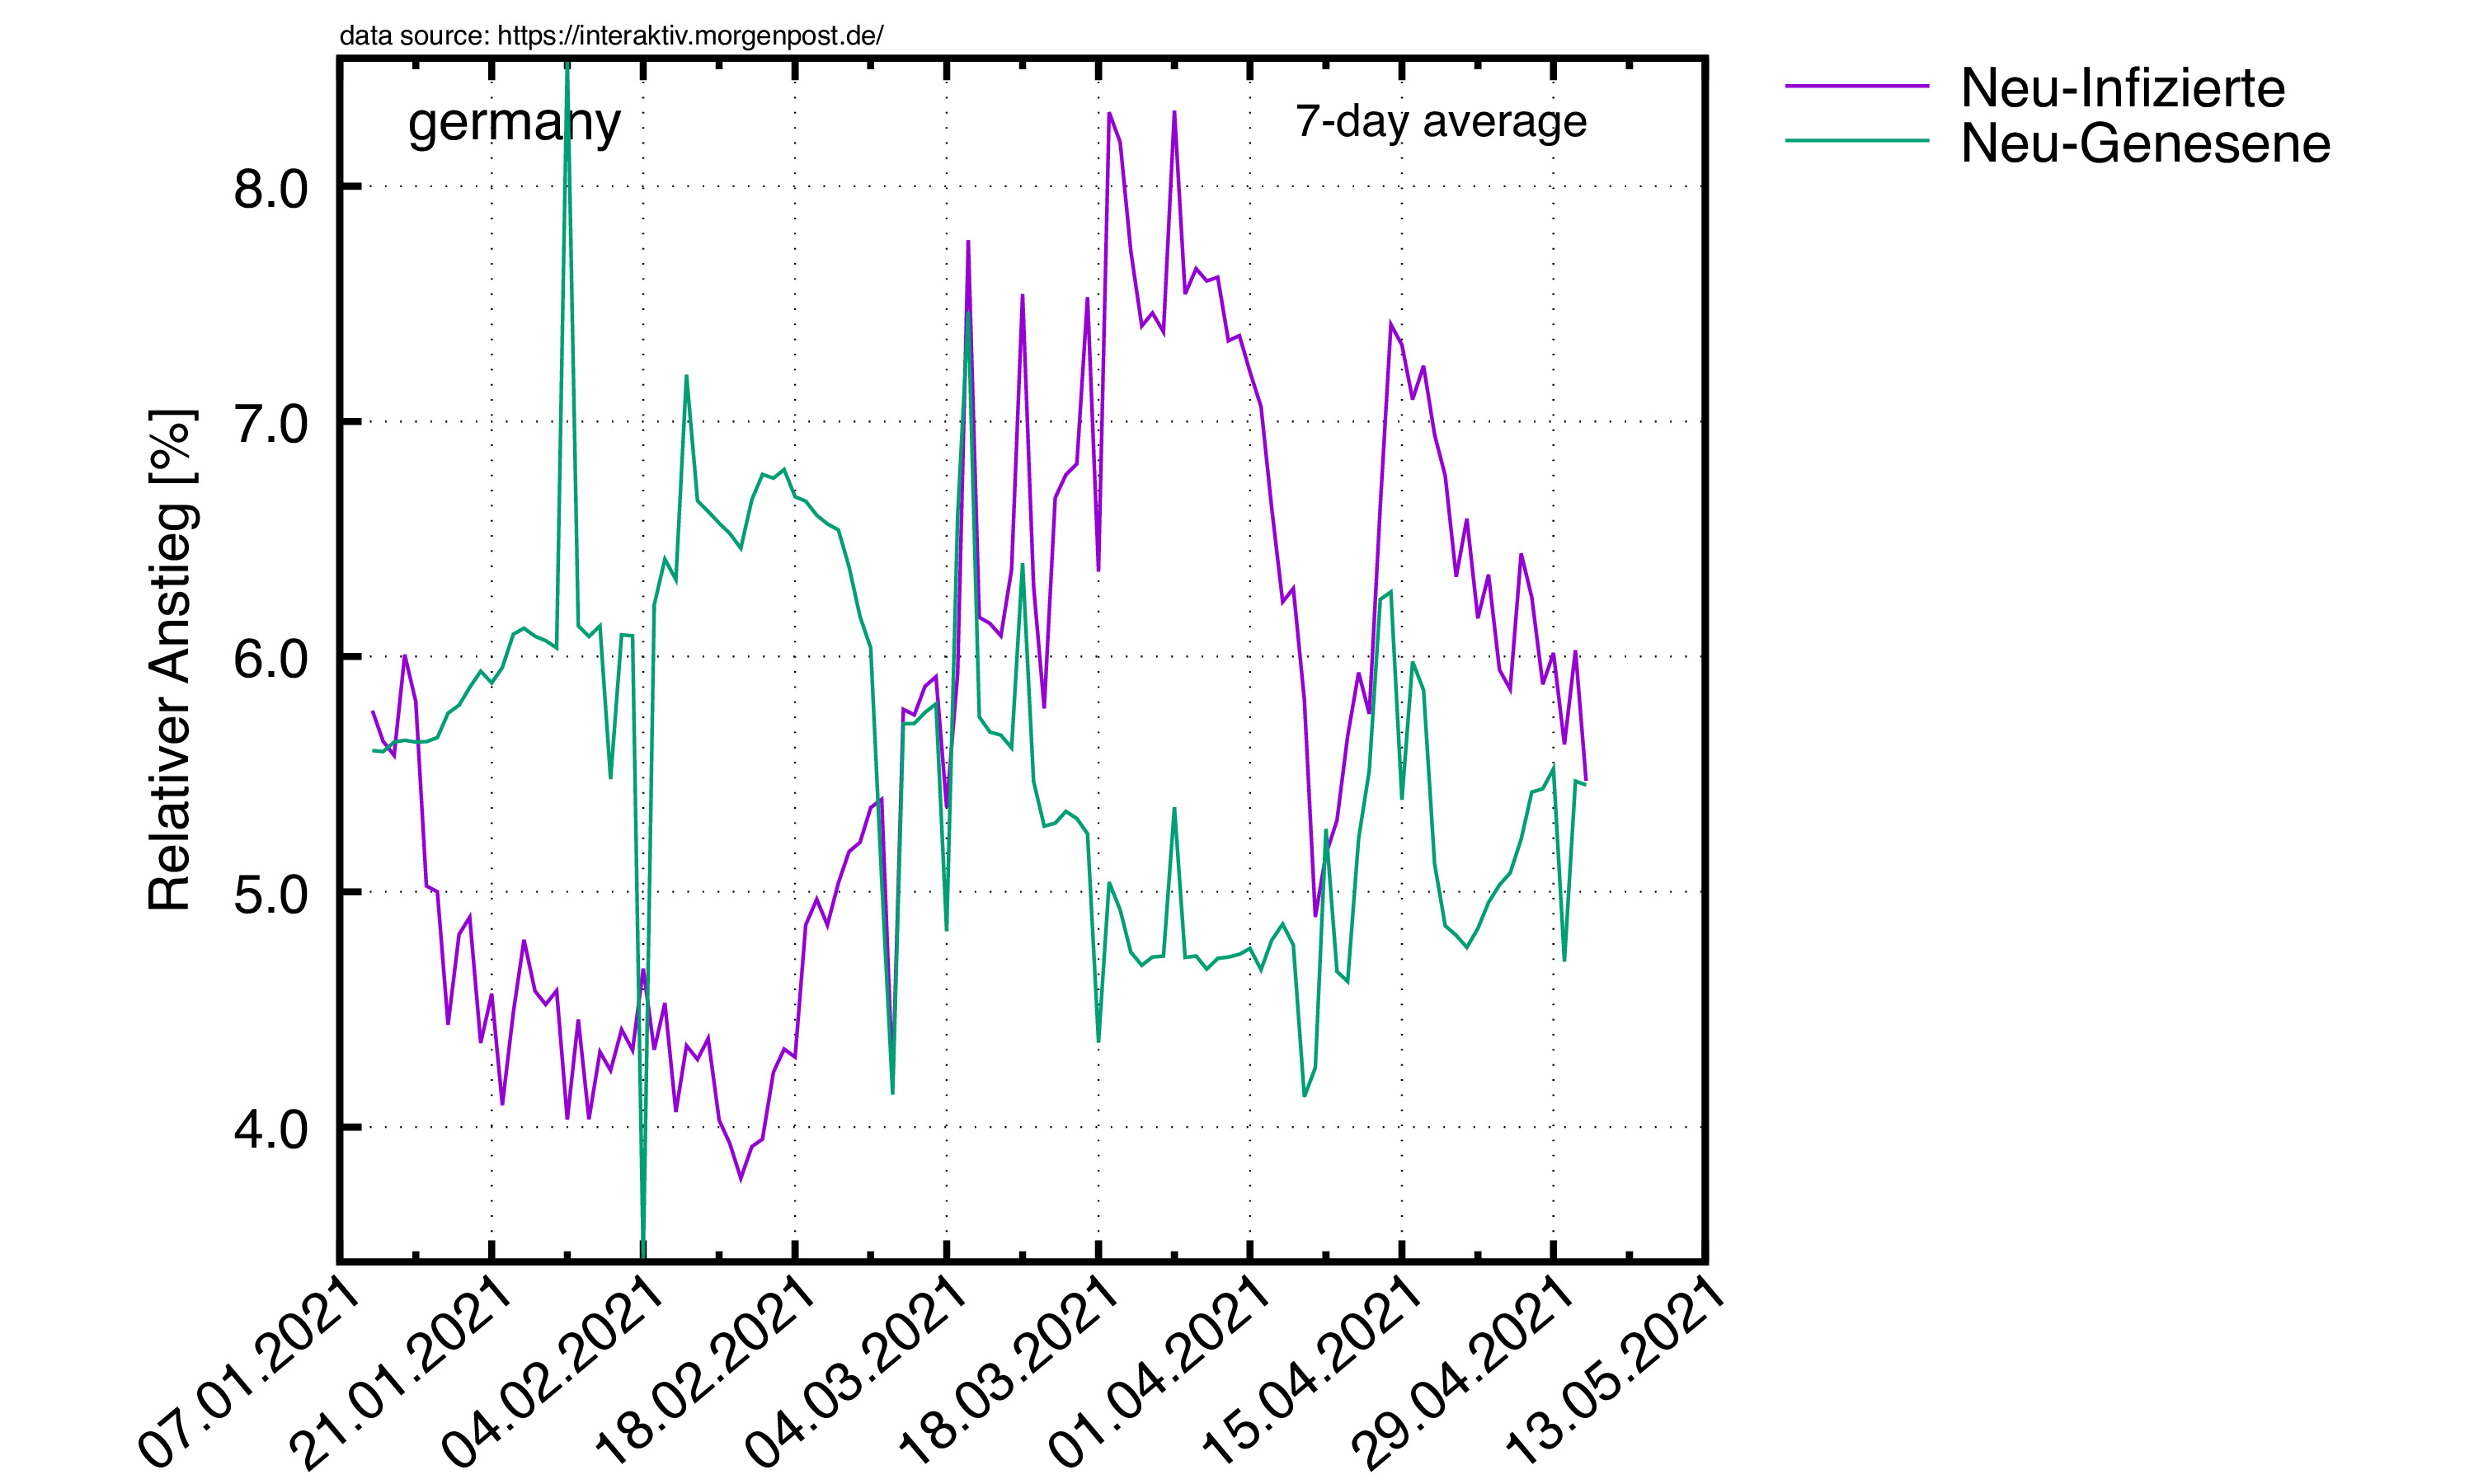 data source: https://interaktiv.morgenpost.de/
germany
7-day average
Neu-Infizierte
Neu-Genesene
Relativer Anstieg [%]
8.0
7.0
6.0
5.0
4.0
07.01.2021
21.01.2021
04.02.2021
18.02.2021
04.03.2021
18.03.2021
01.04.2021
15.04.2021
29.04.2021
13.05.2021